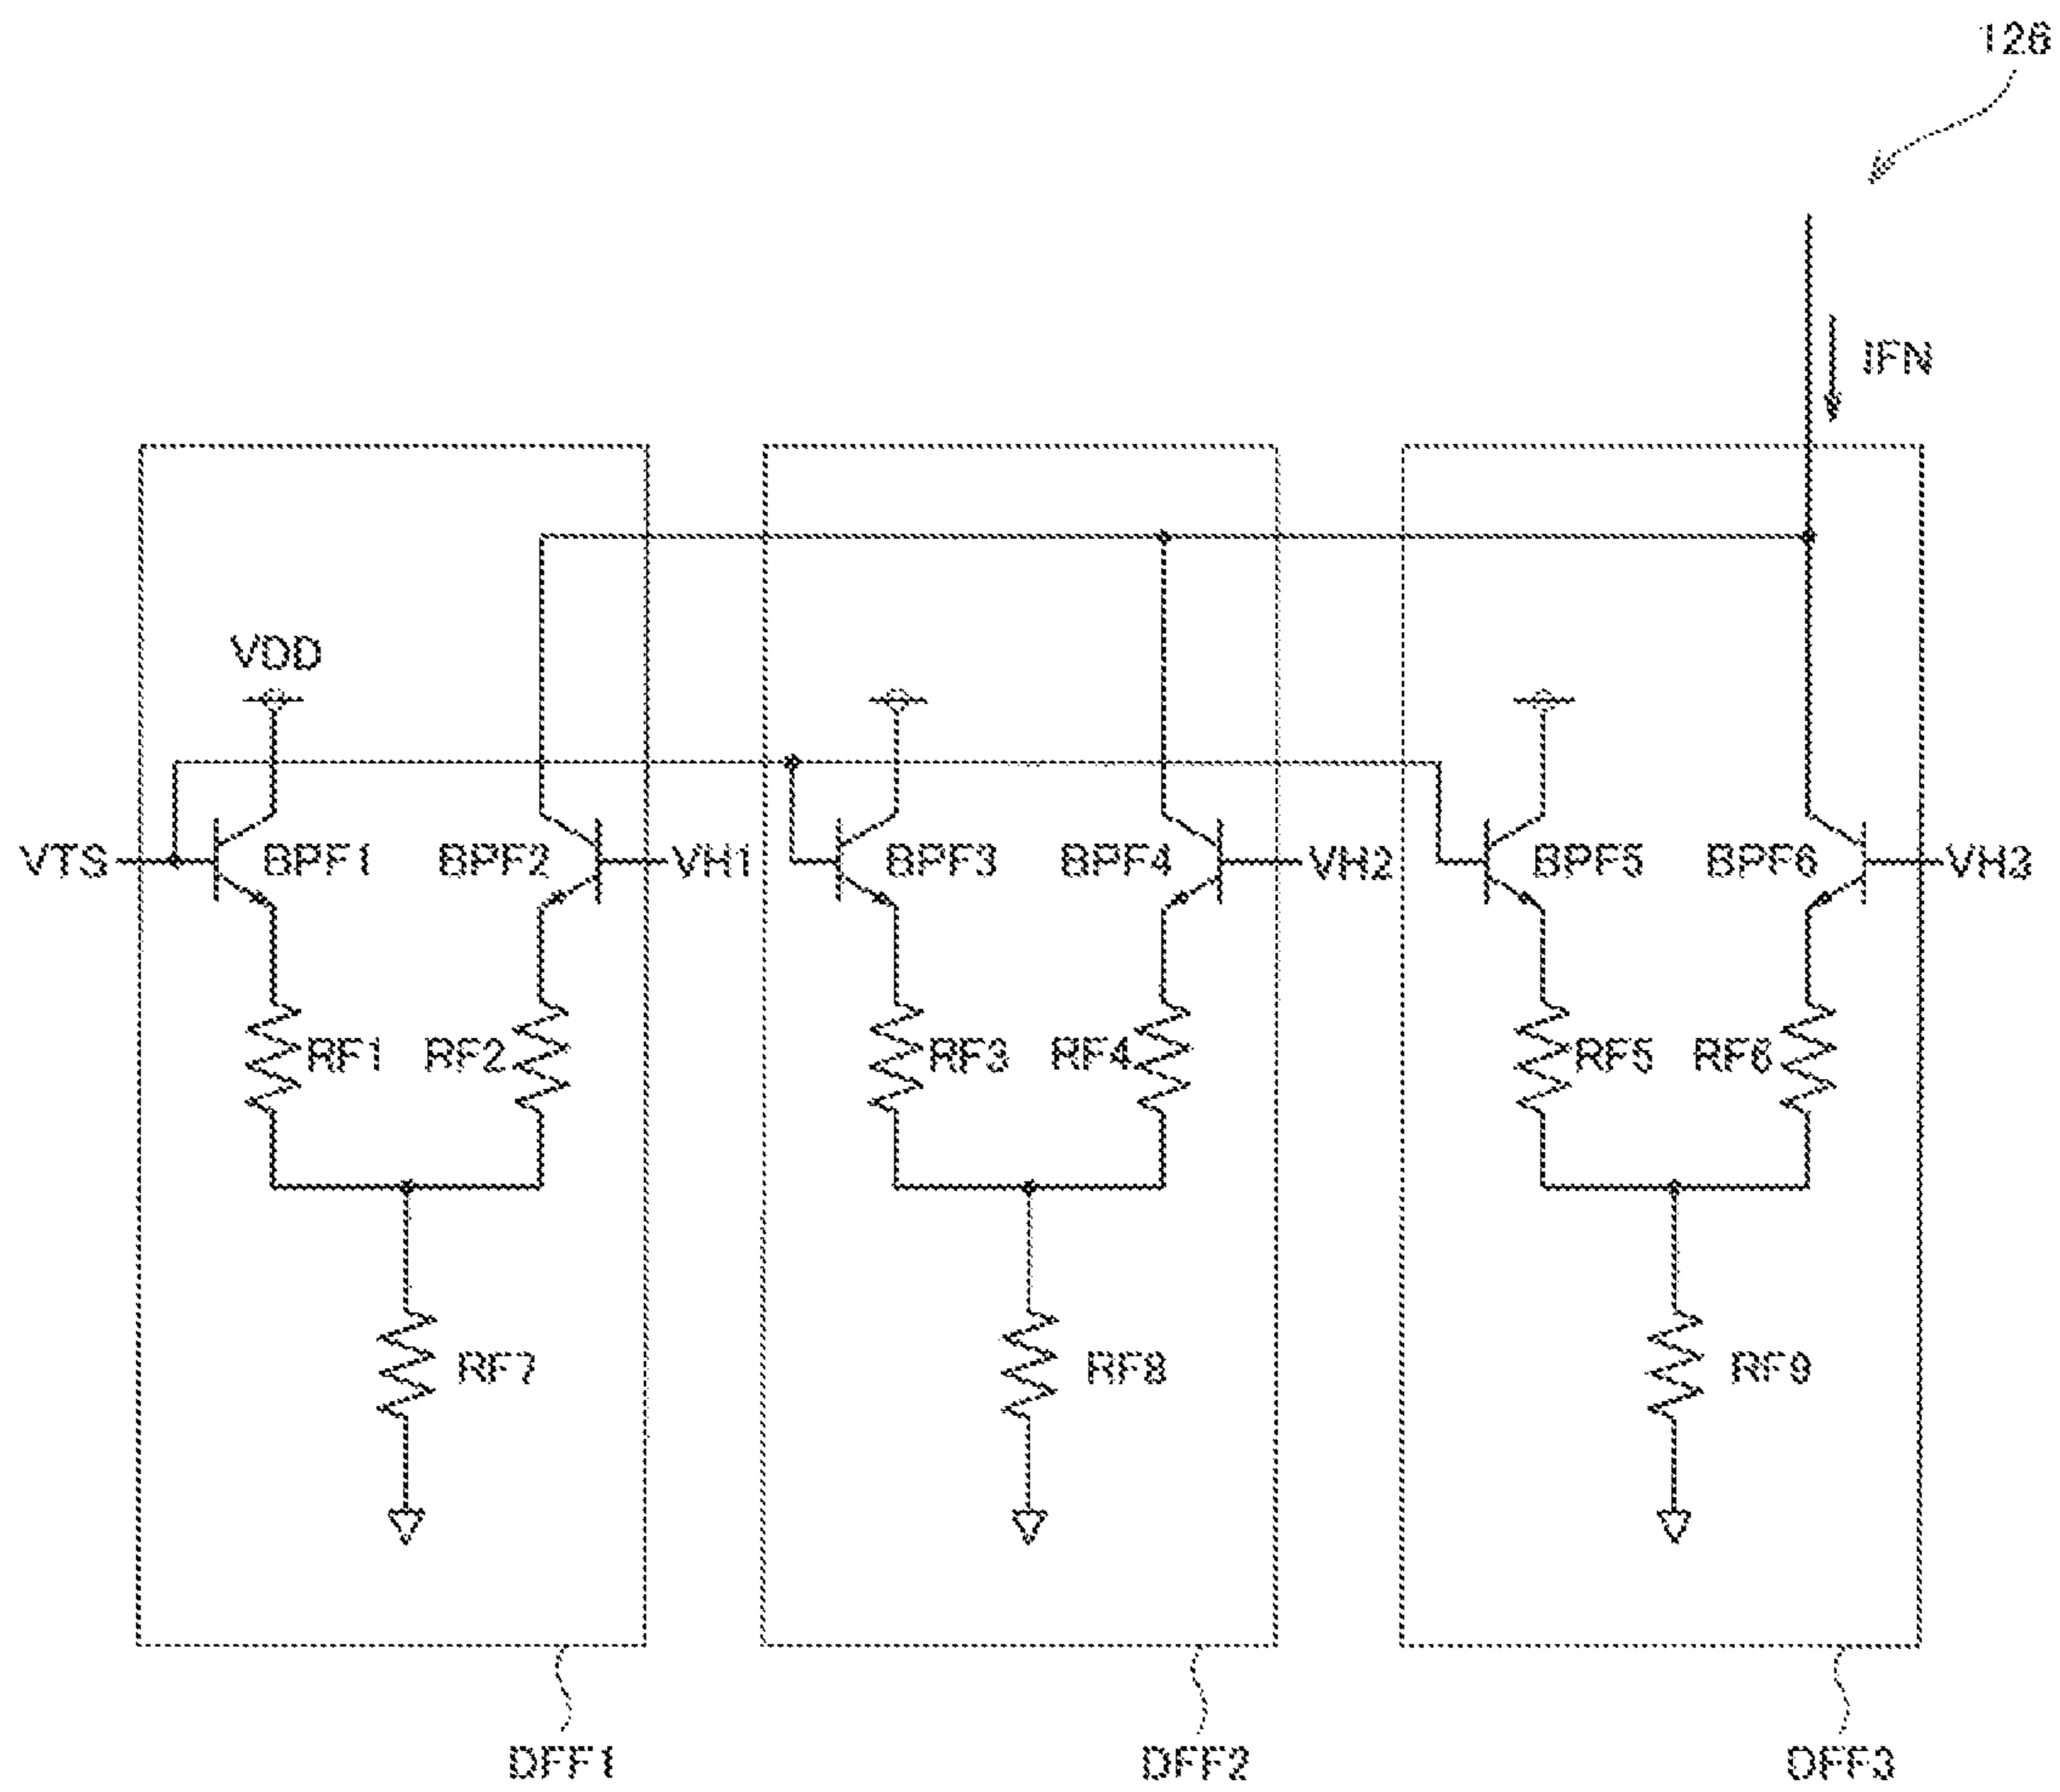 126
IFN
VDD
VTS
BPF1
BPF2
VH1
BPF3
BPF4
VH2
BPF5
BPF6
VH3
RF1
RF2
RF3
RF4
RF5
RF6
RF7
RF8
RF9
DFF1
DFF2
DFF3